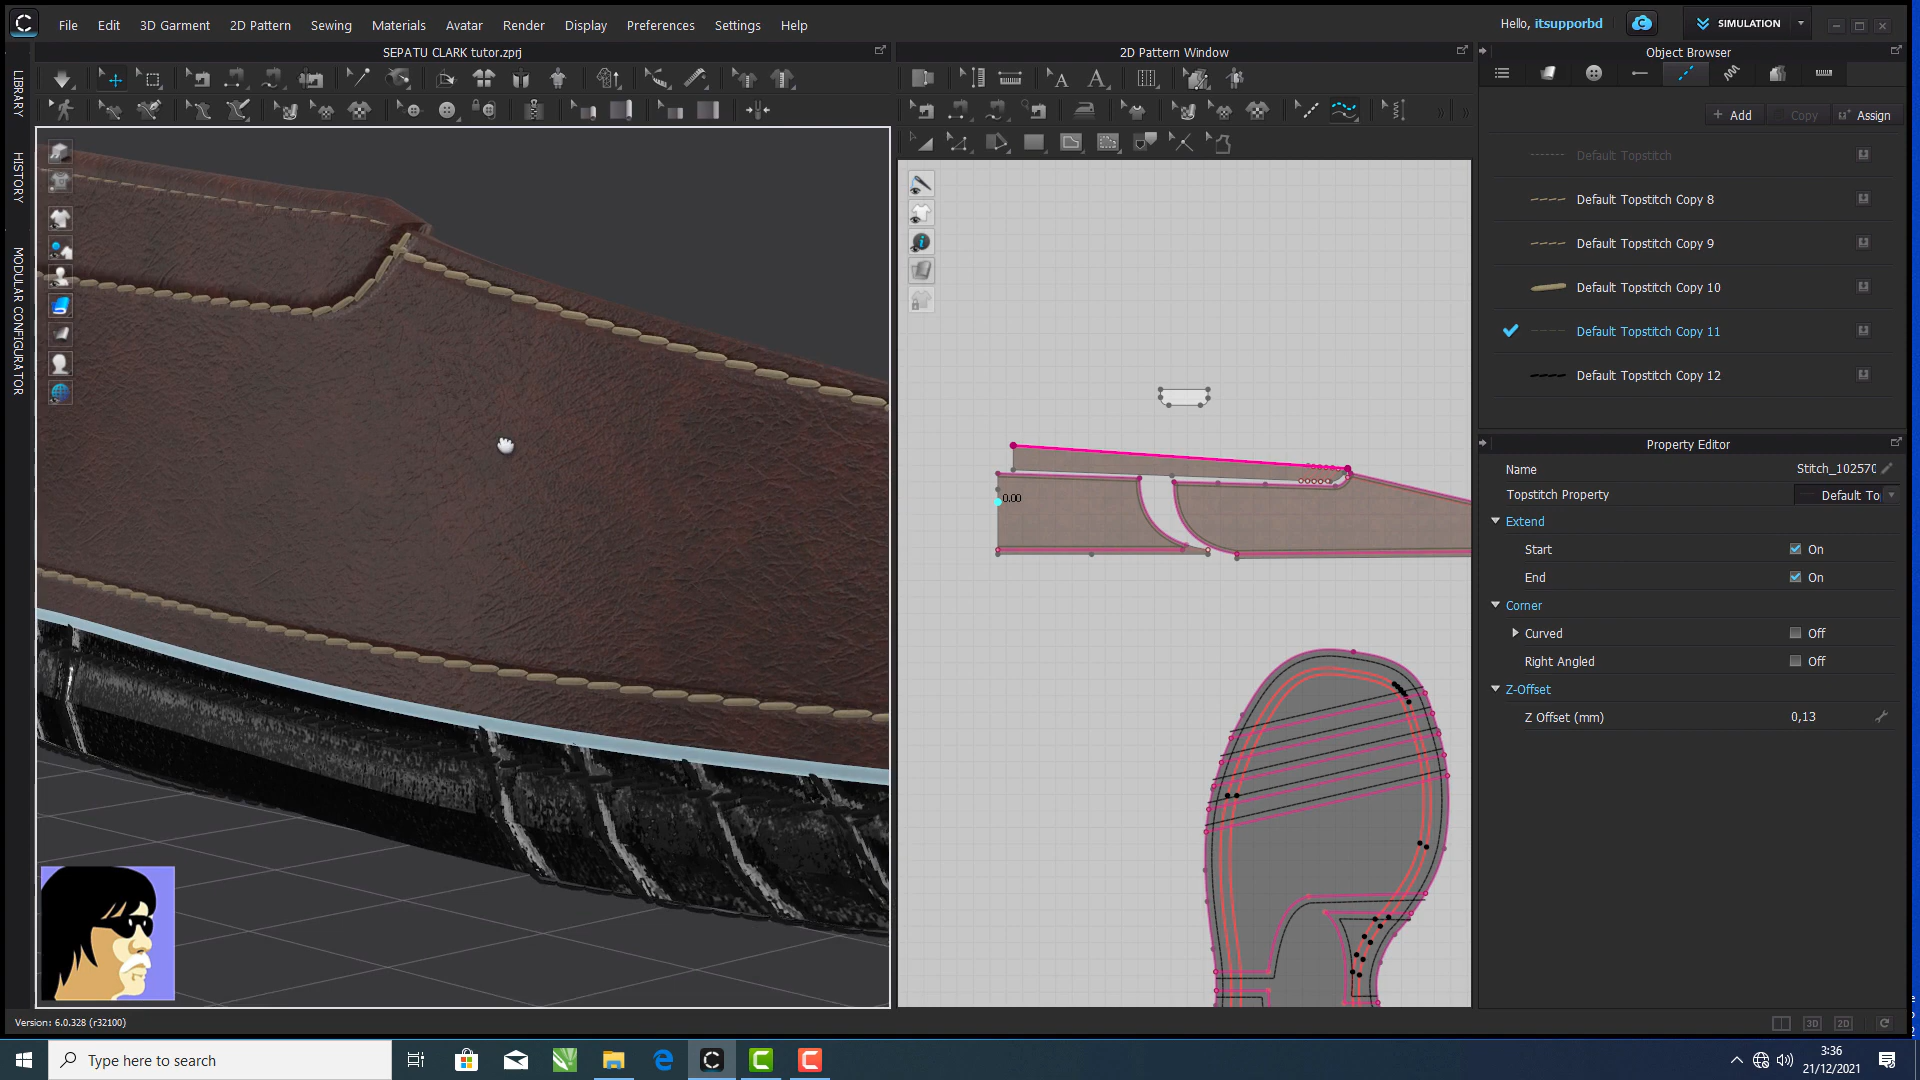 File Edit 3D Garment 2D Pattern Sewing Materials Avatar Render Display Preferences Settings Help
Hello, itsupporbd
SIMULATION
SEPATU CLARK tutor.zprj
2D Pattern Window
Object Browser
LIBRARY
HISTORY
MODULAR CONFIGURATOR
+ Add
Copy
Assign
Default Topstitch
Default Topstitch Copy 8
Default Topstitch Copy 9
Default Topstitch Copy 10
Default Topstitch Copy 11
Default Topstitch Copy 12
0.00
Property Editor
Name Stitch_102570
Topstitch Property Default To
Extend
Start On
End On
Corner
Curved Off
Right Angled Off
Z-Offset
Z Offset (mm) 0,13
Version: 6.0.328 (r32100)
3D 2D
Type here to search
3:36
21/12/2021